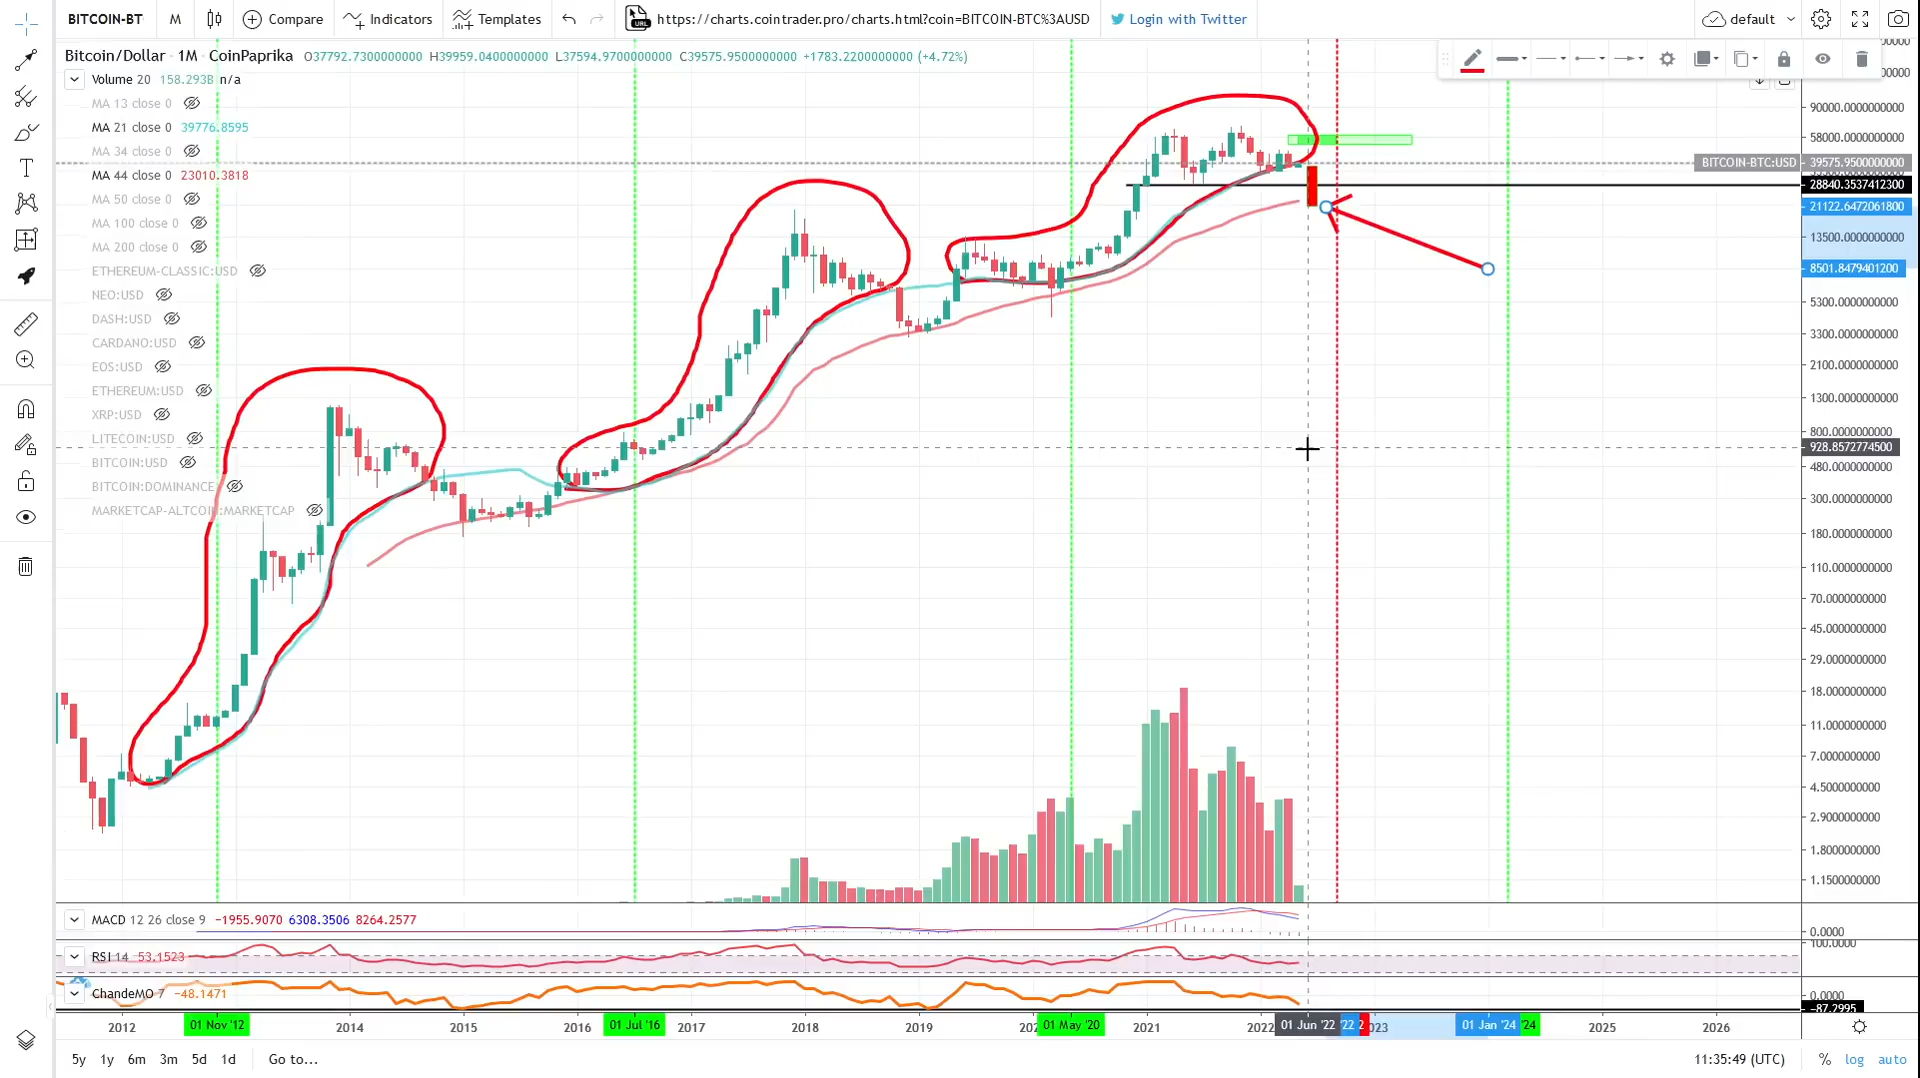 BITCOIN-BT M Compare Indicators Templates https://charts.cointrader.pro/charts.html?coin=BITCOIN-BTC%3AUSD Login with Twitter default
Bitcoin/Dollar · 1M · CoinPaprika O37792.7300000000 H39959.0400000000 L37594.9700000000 C39575.9500000000 +1783.2200000000 (+4.72%)
Volume 20 158.293B n/a
MA 13 close 0
MA 21 close 0 39776.8595
MA 34 close 0
MA 44 close 0 23010.3818
MA 50 close 0
MA 100 close 0
MA 200 close 0
ETHEREUM-CLASSIC:USD
NEO:USD
DASH:USD
CARDANO:USD
EOS:USD
ETHEREUM:USD
XRP:USD
LITECOIN:USD
BITCOIN:USD
BITCOIN:DOMINANCE
MARKETCAP-ALTCOIN:MARKETCAP
90000.0000000000
58000.0000000000
BITCOIN-BTC:USD 39575.9500000000
28840.3537412300
21122.6472061800
13500.0000000000
8501.8479401200
5300.0000000000
3300.0000000000
2100.0000000000
1300.0000000000
800.0000000000
928.8572774500
480.0000000000
300.0000000000
180.0000000000
110.0000000000
70.0000000000
45.0000000000
29.0000000000
18.0000000000
11.0000000000
7.0000000000
4.5000000000
2.9000000000
1.8000000000
1.1500000000
MACD 12 26 close 9 −1955.9070 6308.3506 8264.2577
0.0000
RSI 14 53.1523
100.0000
ChandeMO 7 −48.1471
0.0000
−87.2995
2012 01 Nov '12 2014 2015 2016 01 Jul '16 2017 2018 2019 01 May '20 2021 2022 01 Jun '22 '22 2 023 01 Jan '24 '24 2025 2026
5y 1y 6m 3m 5d 1d Go to... 11:35:49 (UTC) % log auto